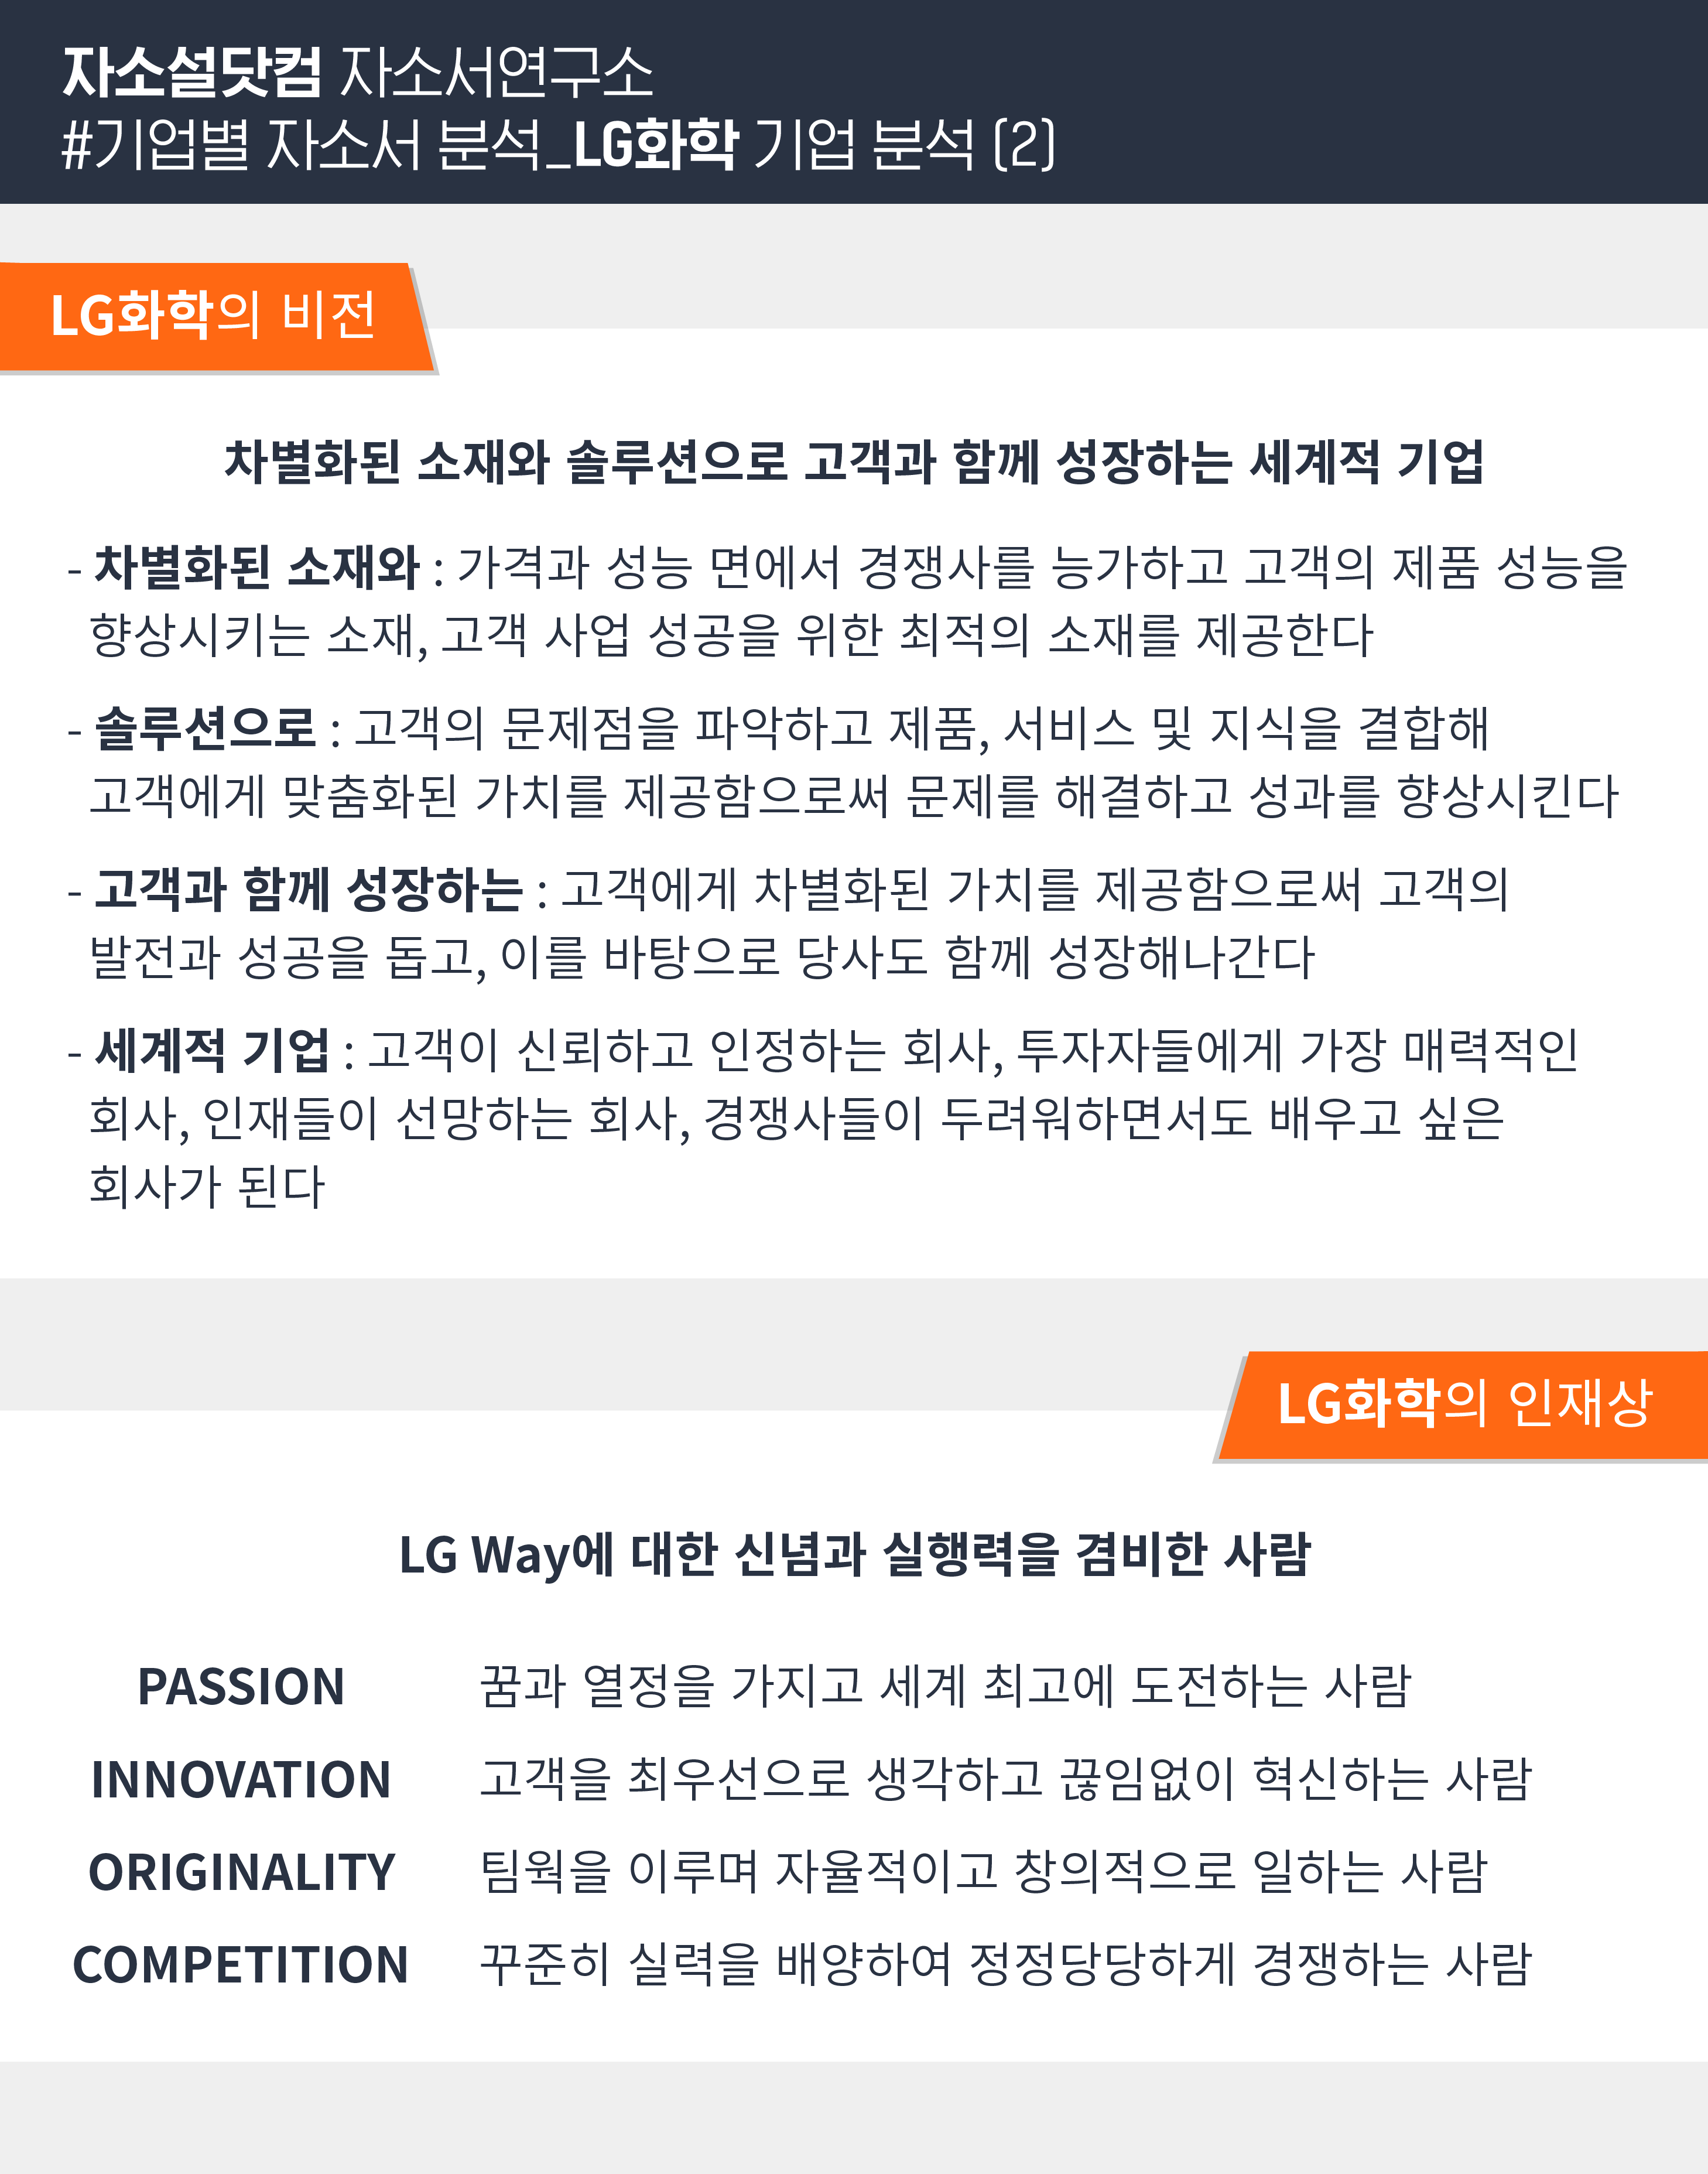 자소설닷컴 자소서연구소
#기업별 자소서 분석_LG화학 기업 분석 (2)
LG화학의 비전
차별화된 소재와 솔루션으로 고객과 함께 성장하는 세계적 기업
- 차별화된 소재와 : 가격과 성능 면에서 경쟁사를 능가하고 고객의 제품 성능을
향상시키는 소재, 고객 사업 성공을 위한 최적의 소재를 제공한다
- 솔루션으로 : 고객의 문제점을 파악하고 제품, 서비스 및 지식을 결합해
고객에게 맞춤화된 가치를 제공함으로써 문제를 해결하고 성과를 향상시킨다
- 고객과 함께 성장하는 : 고객에게 차별화된 가치를 제공함으로써 고객의
발전과 성공을 돕고, 이를 바탕으로 당사도 함께 성장해나간다
- 세계적 기업 : 고객이 신뢰하고 인정하는 회사, 투자자들에게 가장 매력적인
회사, 인재들이 선망하는 회사, 경쟁사들이 두려워하면서도 배우고 싶은
회사가 된다
LG화학의 인재상
LG Way에 대한 신념과 실행력을 겸비한 사람
PASSION 꿈과 열정을 가지고 세계 최고에 도전하는 사람
INNOVATION 고객을 최우선으로 생각하고 끊임없이 혁신하는 사람
ORIGINALITY 팀웍을 이루며 자율적이고 창의적으로 일하는 사람
COMPETITION 꾸준히 실력을 배양하여 정정당당하게 경쟁하는 사람